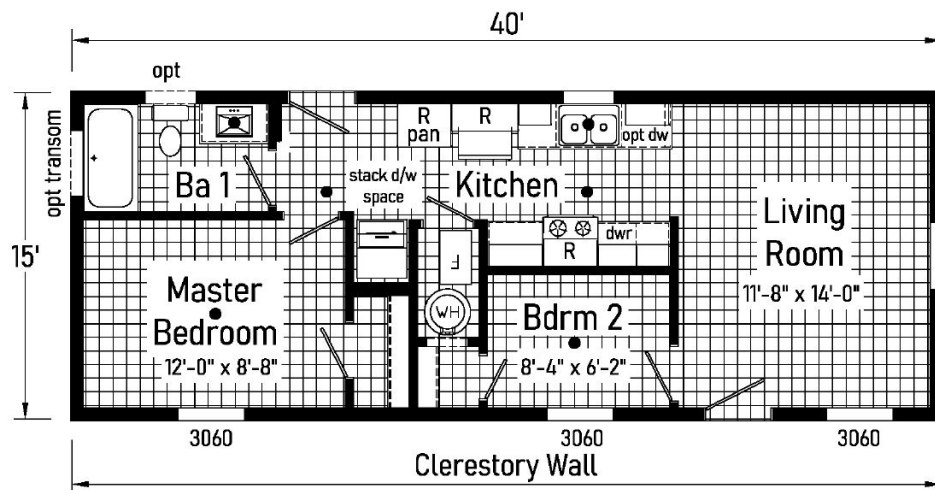 40'
opt
opt transom
15'
R
pan
R
opt dw
Ba 1
stack d/w
space
Kitchen
R
dwr
Living
Room
11'-8" x 14'-0"
Master
Bedroom
12'-0" x 8'-8"
F
WH
Bdrm 2
8'-4" x 6'-2"
3060
3060
3060
Clerestory Wall